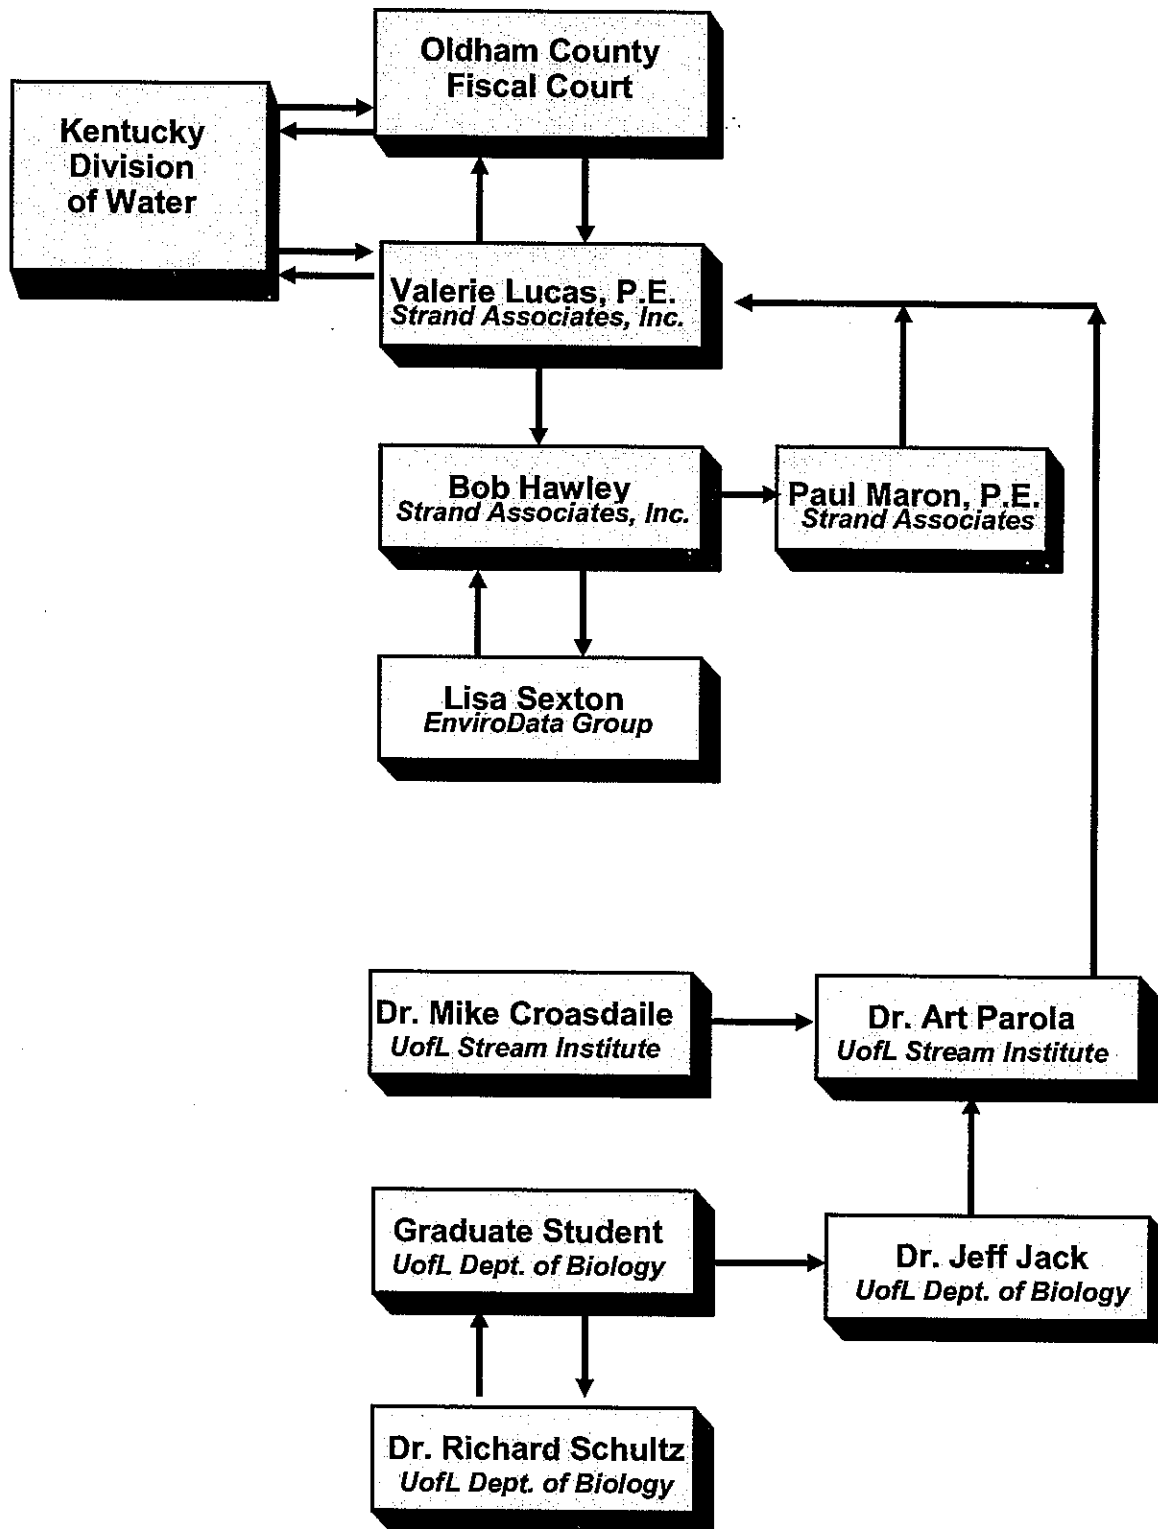 Oldham County
Fiscal Court
Kentucky
Division
of Water
Valerie Lucas, P.E.
Strand Associates, Inc.
Bob Hawley
Strand Associates, Inc.
Paul Maron, P.E.
Strand Associates
Lisa Sexton
EnviroData Group
Dr. Mike Croasdaile
UofL Stream Institute
Dr. Art Parola
UofL Stream Institute
Graduate Student
UofL Dept. of Biology
Dr. Jeff Jack
UofL Dept. of Biology
Dr. Richard Schultz
UofL Dept. of Biology